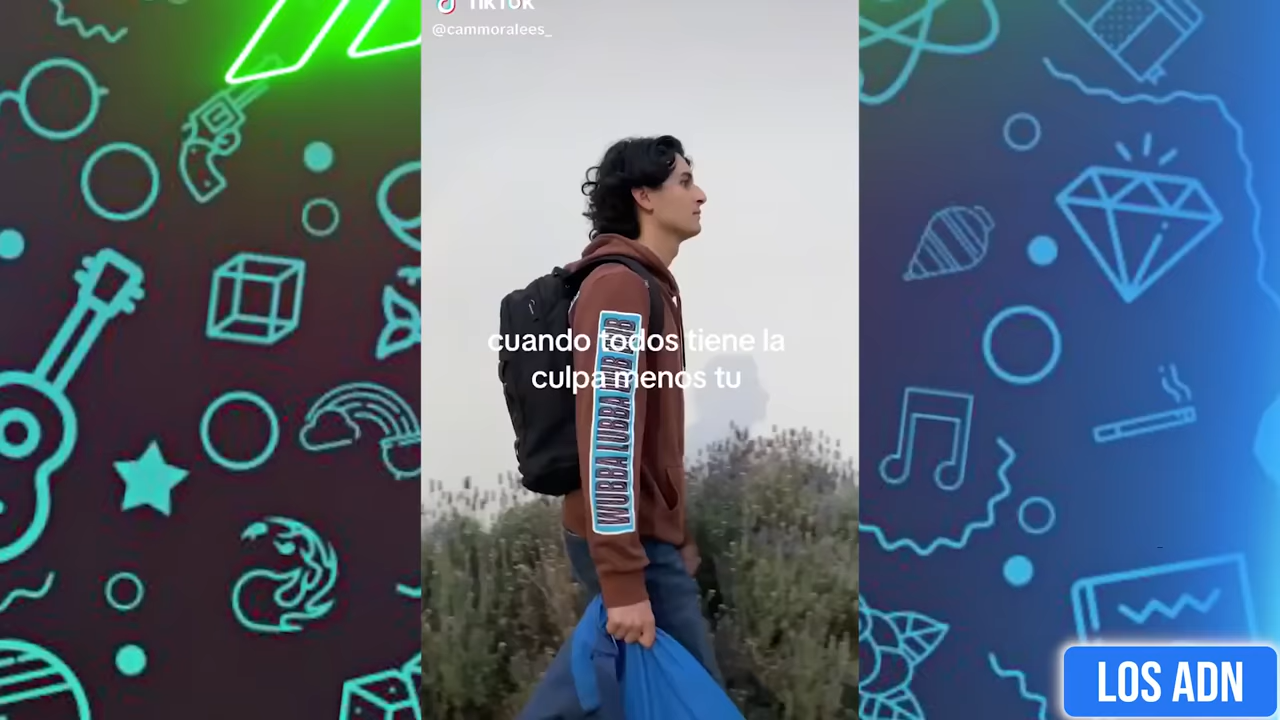 TikTok
@cammoralees_
cuando todos tiene la
culpa menos tu
WUBBA LUBBA DUB DUB
LOS ADN